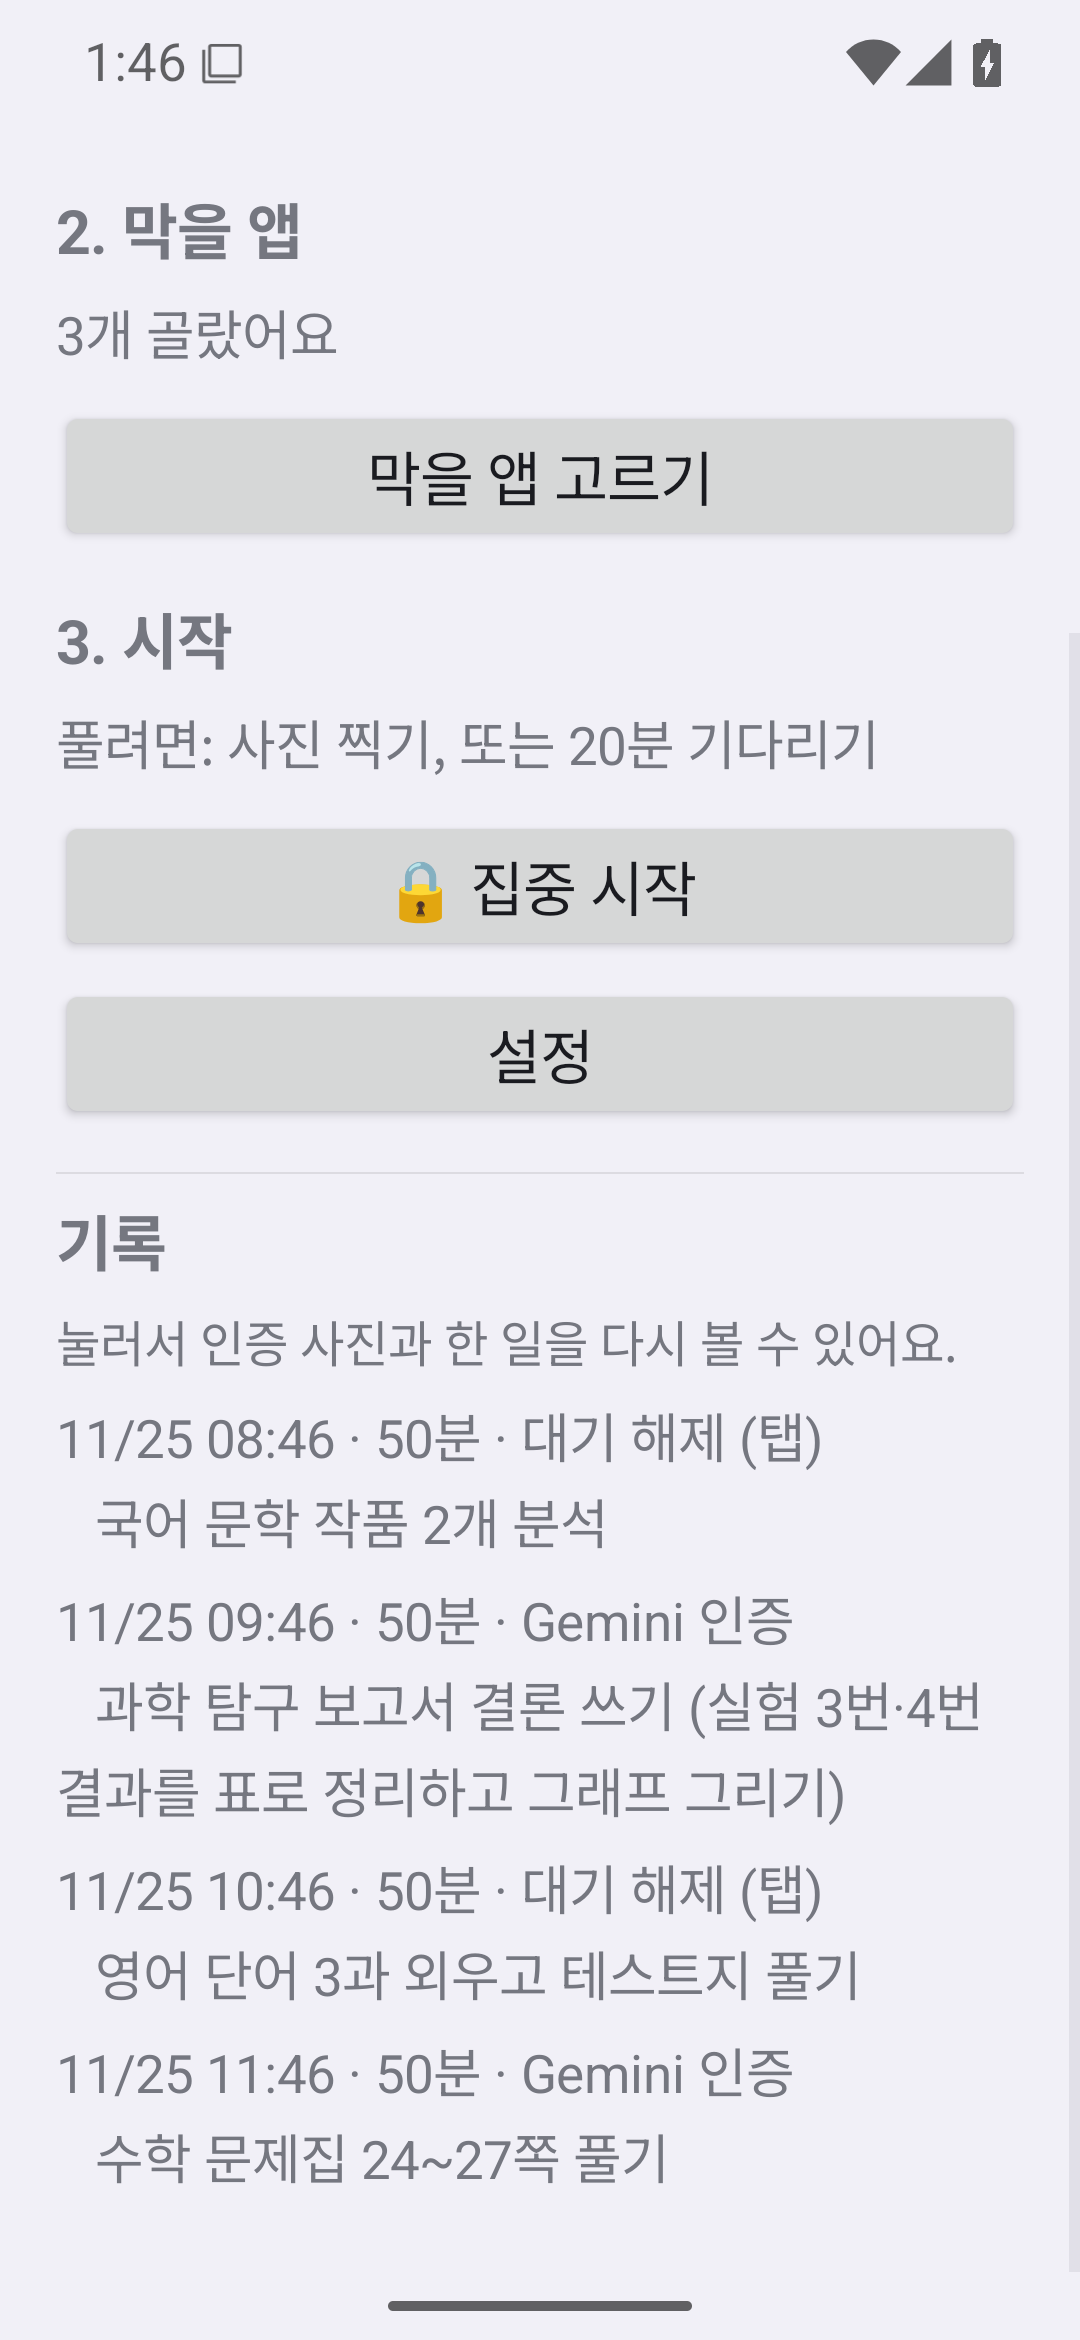 1:46
2. 막을 앱
3개 골랐어요
막을 앱 고르기
3. 시작
풀려면: 사진 찍기, 또는 20분 기다리기
🔒 집중 시작
설정
기록
눌러서 인증 사진과 한 일을 다시 볼 수 있어요.
11/25 08:46 · 50분 · 대기 해제 (탭)
국어 문학 작품 2개 분석
11/25 09:46 · 50분 · Gemini 인증
과학 탐구 보고서 결론 쓰기 (실험 3번·4번
결과를 표로 정리하고 그래프 그리기)
11/25 10:46 · 50분 · 대기 해제 (탭)
영어 단어 3과 외우고 테스트지 풀기
11/25 11:46 · 50분 · Gemini 인증
수학 문제집 24~27쪽 풀기